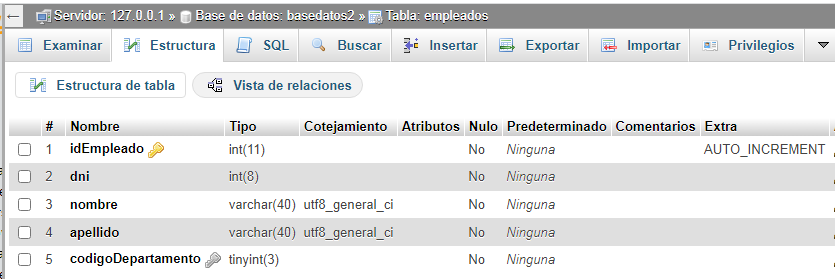 Servidor: 127.0.0.1 » Base de datos: basedatos2 » Tabla: empleados
Examinar Estructura SQL Buscar Insertar Exportar Importar Privilegios
Estructura de tabla Vista de relaciones
# Nombre Tipo Cotejamiento Atributos Nulo Predeterminado Comentarios Extra
1 idEmpleado int(11) No Ninguna AUTO_INCREMENT
2 dni int(8) No Ninguna
3 nombre varchar(40) utf8_general_ci No Ninguna
4 apellido varchar(40) utf8_general_ci No Ninguna
5 codigoDepartamento tinyint(3) No Ninguna